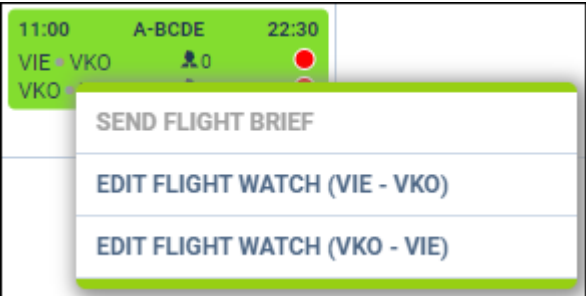 11:00 A-BCDE 22:30
VIE VKO 0
VKO
SEND FLIGHT BRIEF
EDIT FLIGHT WATCH (VIE - VKO)
EDIT FLIGHT WATCH (VKO - VIE)